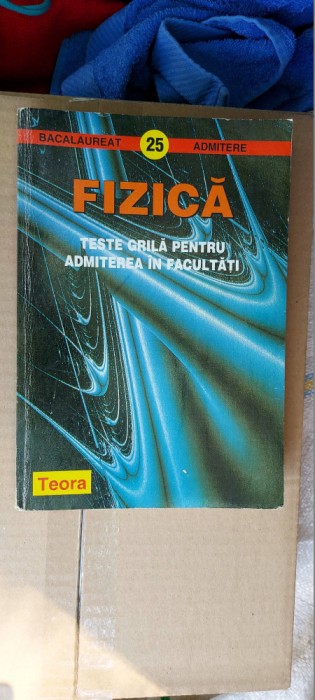 BACALAUREAT 25 ADMITERE
FIZICĂ
TESTE GRILĂ PENTRU
ADMITEREA ÎN FACULTĂȚI
Teora